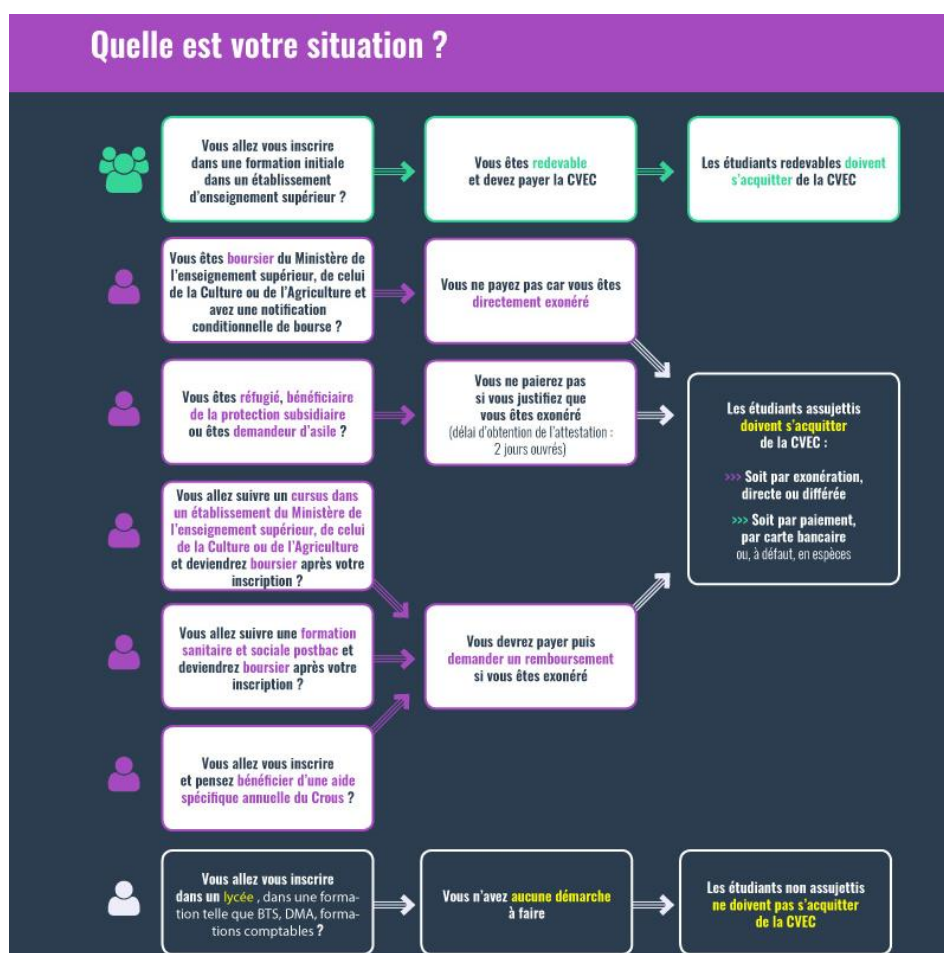 Quelle est votre situation ?
Vous allez vous inscrire
dans une formation initiale
dans un établissement
d'enseignement supérieur ?
Vous êtes redevable
et devez payer la CVEC
Les étudiants redevables doivent
s'acquitter de la CVEC
Vous êtes boursier du Ministère de
l'enseignement supérieur, de celui
de la Culture ou de l'Agriculture et
avez une notification
conditionnelle de bourse ?
Vous ne payez pas car vous êtes
directement exonéré
Vous êtes réfugié, bénéficiaire
de la protection subsidiaire
ou êtes demandeur d'asile ?
Vous ne paierez pas
si vous justifiez que
vous êtes exonéré
(délai d'obtention de l'attestation :
2 jours ouvrés)
Les étudiants assujettis
doivent s'acquitter
de la CVEC :
>>> Soit par exonération,
directe ou différée
>>> Soit par paiement,
par carte bancaire
ou, à défaut, en espèces
Vous allez suivre un cursus dans
un établissement du Ministère de
l'enseignement supérieur, de celui
de la Culture ou de l'Agriculture
et deviendrez boursier après votre
inscription ?
Vous allez suivre une formation
sanitaire et sociale postbac et
deviendrez boursier après votre
inscription ?
Vous devrez payer puis
demander un remboursement
si vous êtes exonéré
Vous allez vous inscrire
et pensez bénéficier d'une aide
spécifique annuelle du Crous ?
Vous allez vous inscrire
dans un lycée , dans une forma-
tion telle que BTS, DMA, forma-
tions comptables ?
Vous n'avez aucune démarche
à faire
Les étudiants non assujettis
ne doivent pas s'acquitter
de la CVEC